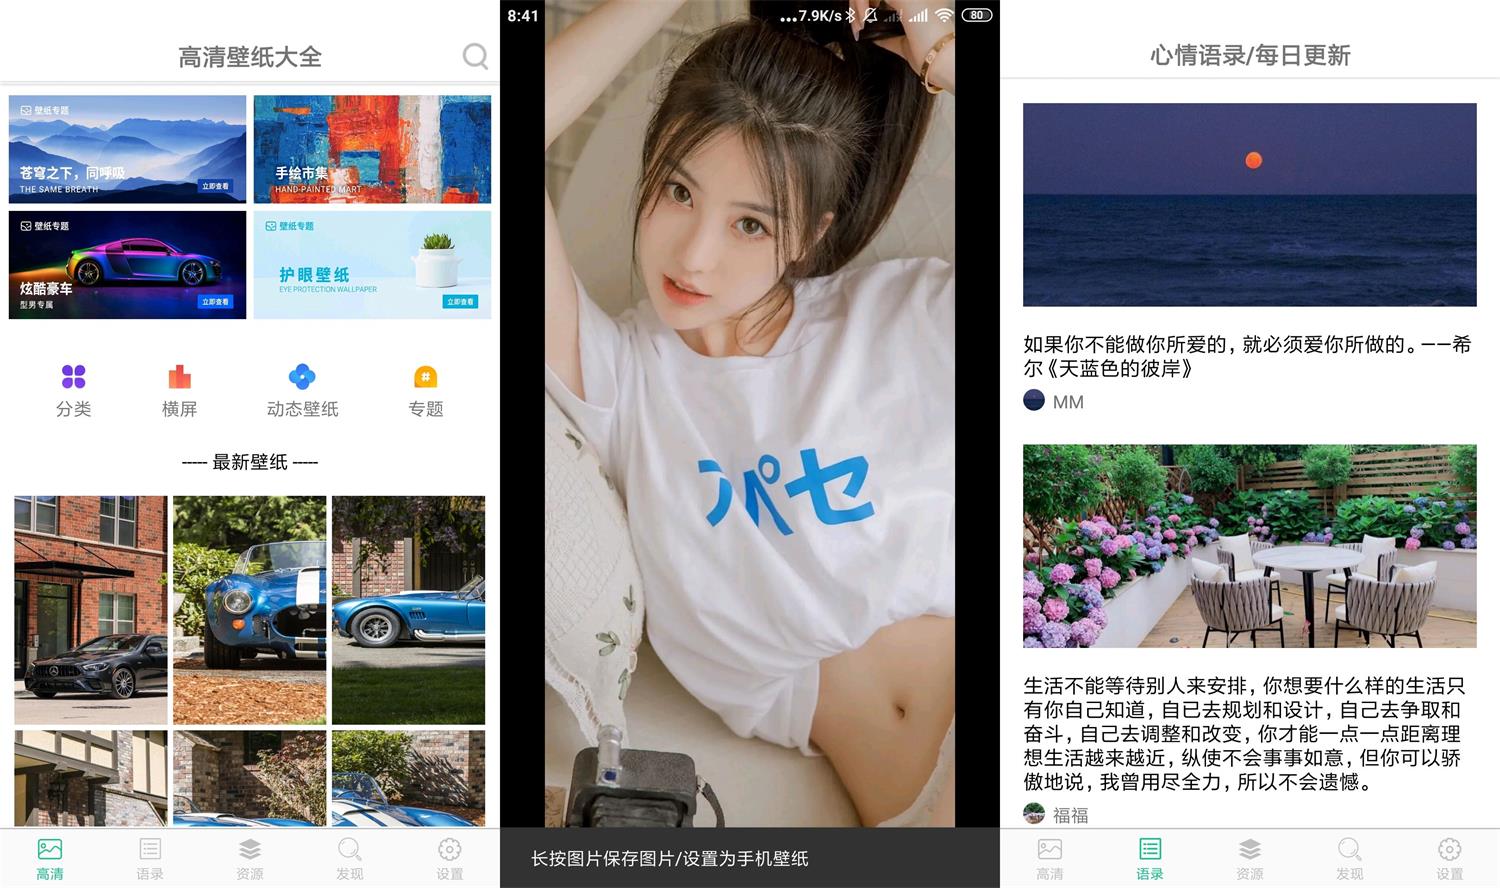 高清壁纸大全
壁纸专题
苍穹之下，同呼吸
THE SAME BREATH
立即查看
手绘市集
HAND-PAINTED MART
壁纸专题
炫酷豪车
型男专属
立即查看
壁纸专题
护眼壁纸
EYE PROTECTION WALLPAPER
立即查看
分类
横屏
动态壁纸
专题
----- 最新壁纸 -----
高清
语录
资源
发现
设置
8:41
...7.9K/s
80
パセ
长按图片保存图片/设置为手机壁纸
心情语录/每日更新
如果你不能做你所爱的，就必须爱你所做的。——希
尔《天蓝色的彼岸》
MM
生活不能等待别人来安排，你想要什么样的生活只
有你自己知道，自已去规划和设计，自己去争取和
奋斗，自己去调整和改变，你才能一点一点距离理
想生活越来越近，纵使不会事事如意，但你可以骄
傲地说，我曾用尽全力，所以不会遗憾。
福福
高清
语录
资源
发现
设置